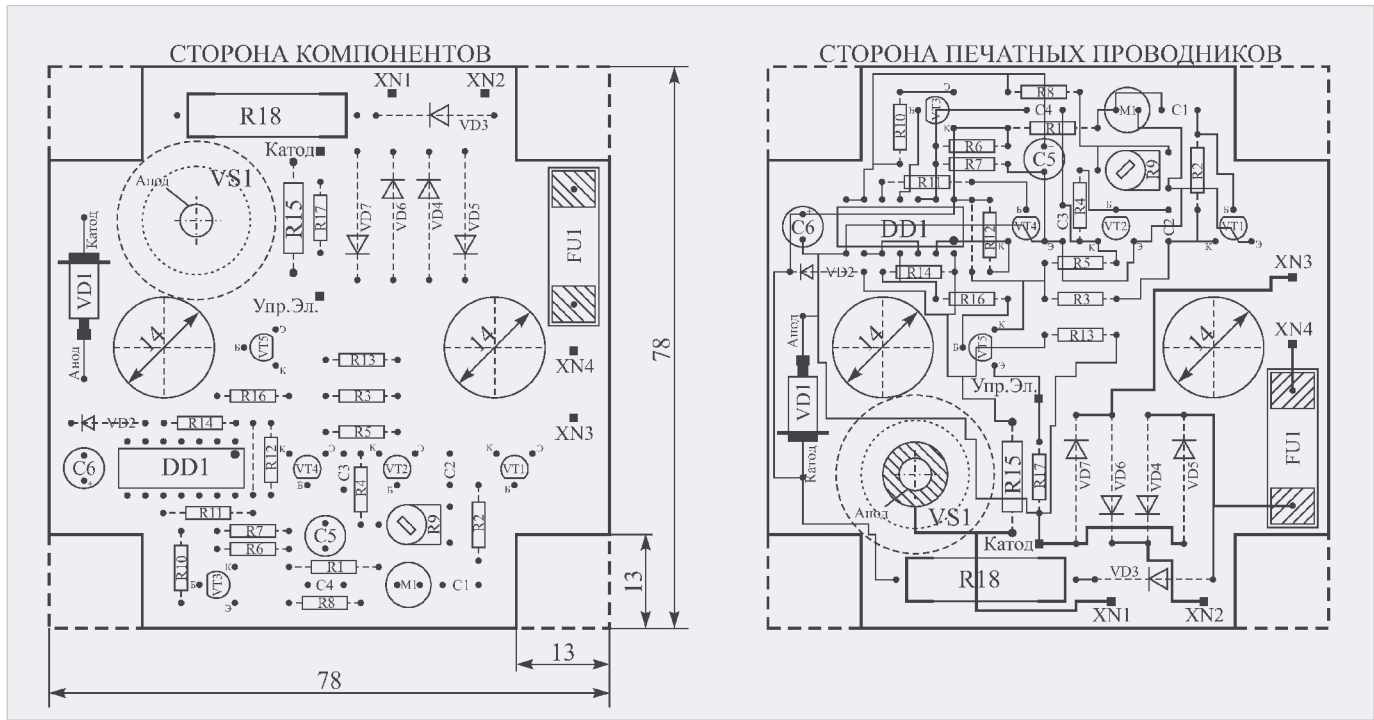 СТОРОНА КОМПОНЕНТОВ
XN1
XN2
R18
VD3
Катод
Анод
VS1
R15
R17
VD7
VD6
VD4
VD5
FU1
Катод
VD1
Анод
Упр.Эл.
14
14
Б
VT5
С
К
R13
XN4
R16
R3
XN3
VD2
R14
R5
C6
+
DD1
R12
К
VT4
С
Б
C3
R4
К
VT2
С
Б
C2
К
VT1
С
Б
R11
R7
R6
C5
R9
R2
R10
К
Б
VT3
Э
R1
C4
M1
C1
R8
78
13
13
78
СТОРОНА ПЕЧАТНЫХ ПРОВОДНИКОВ
R8
Б
VT3
К
C4
M1
C1
R10
R1
R6
R7
C5
R9
R2
R11
R4
C6
+
DD1
R12
Б
VT4
Э
C3
К
Б
VT2
Э
C2
К
Б
VT1
Э
VD2
R14
R5
XN3
R16
R3
14
14
К
VT5
Б
Э
R13
XN4
Анод
VD1
Катод
Упр.Эл.
R15
R17
VD7
VD6
VD4
VD5
FU1
Анод
VS1
Катод
R18
VD3
XN1
XN2